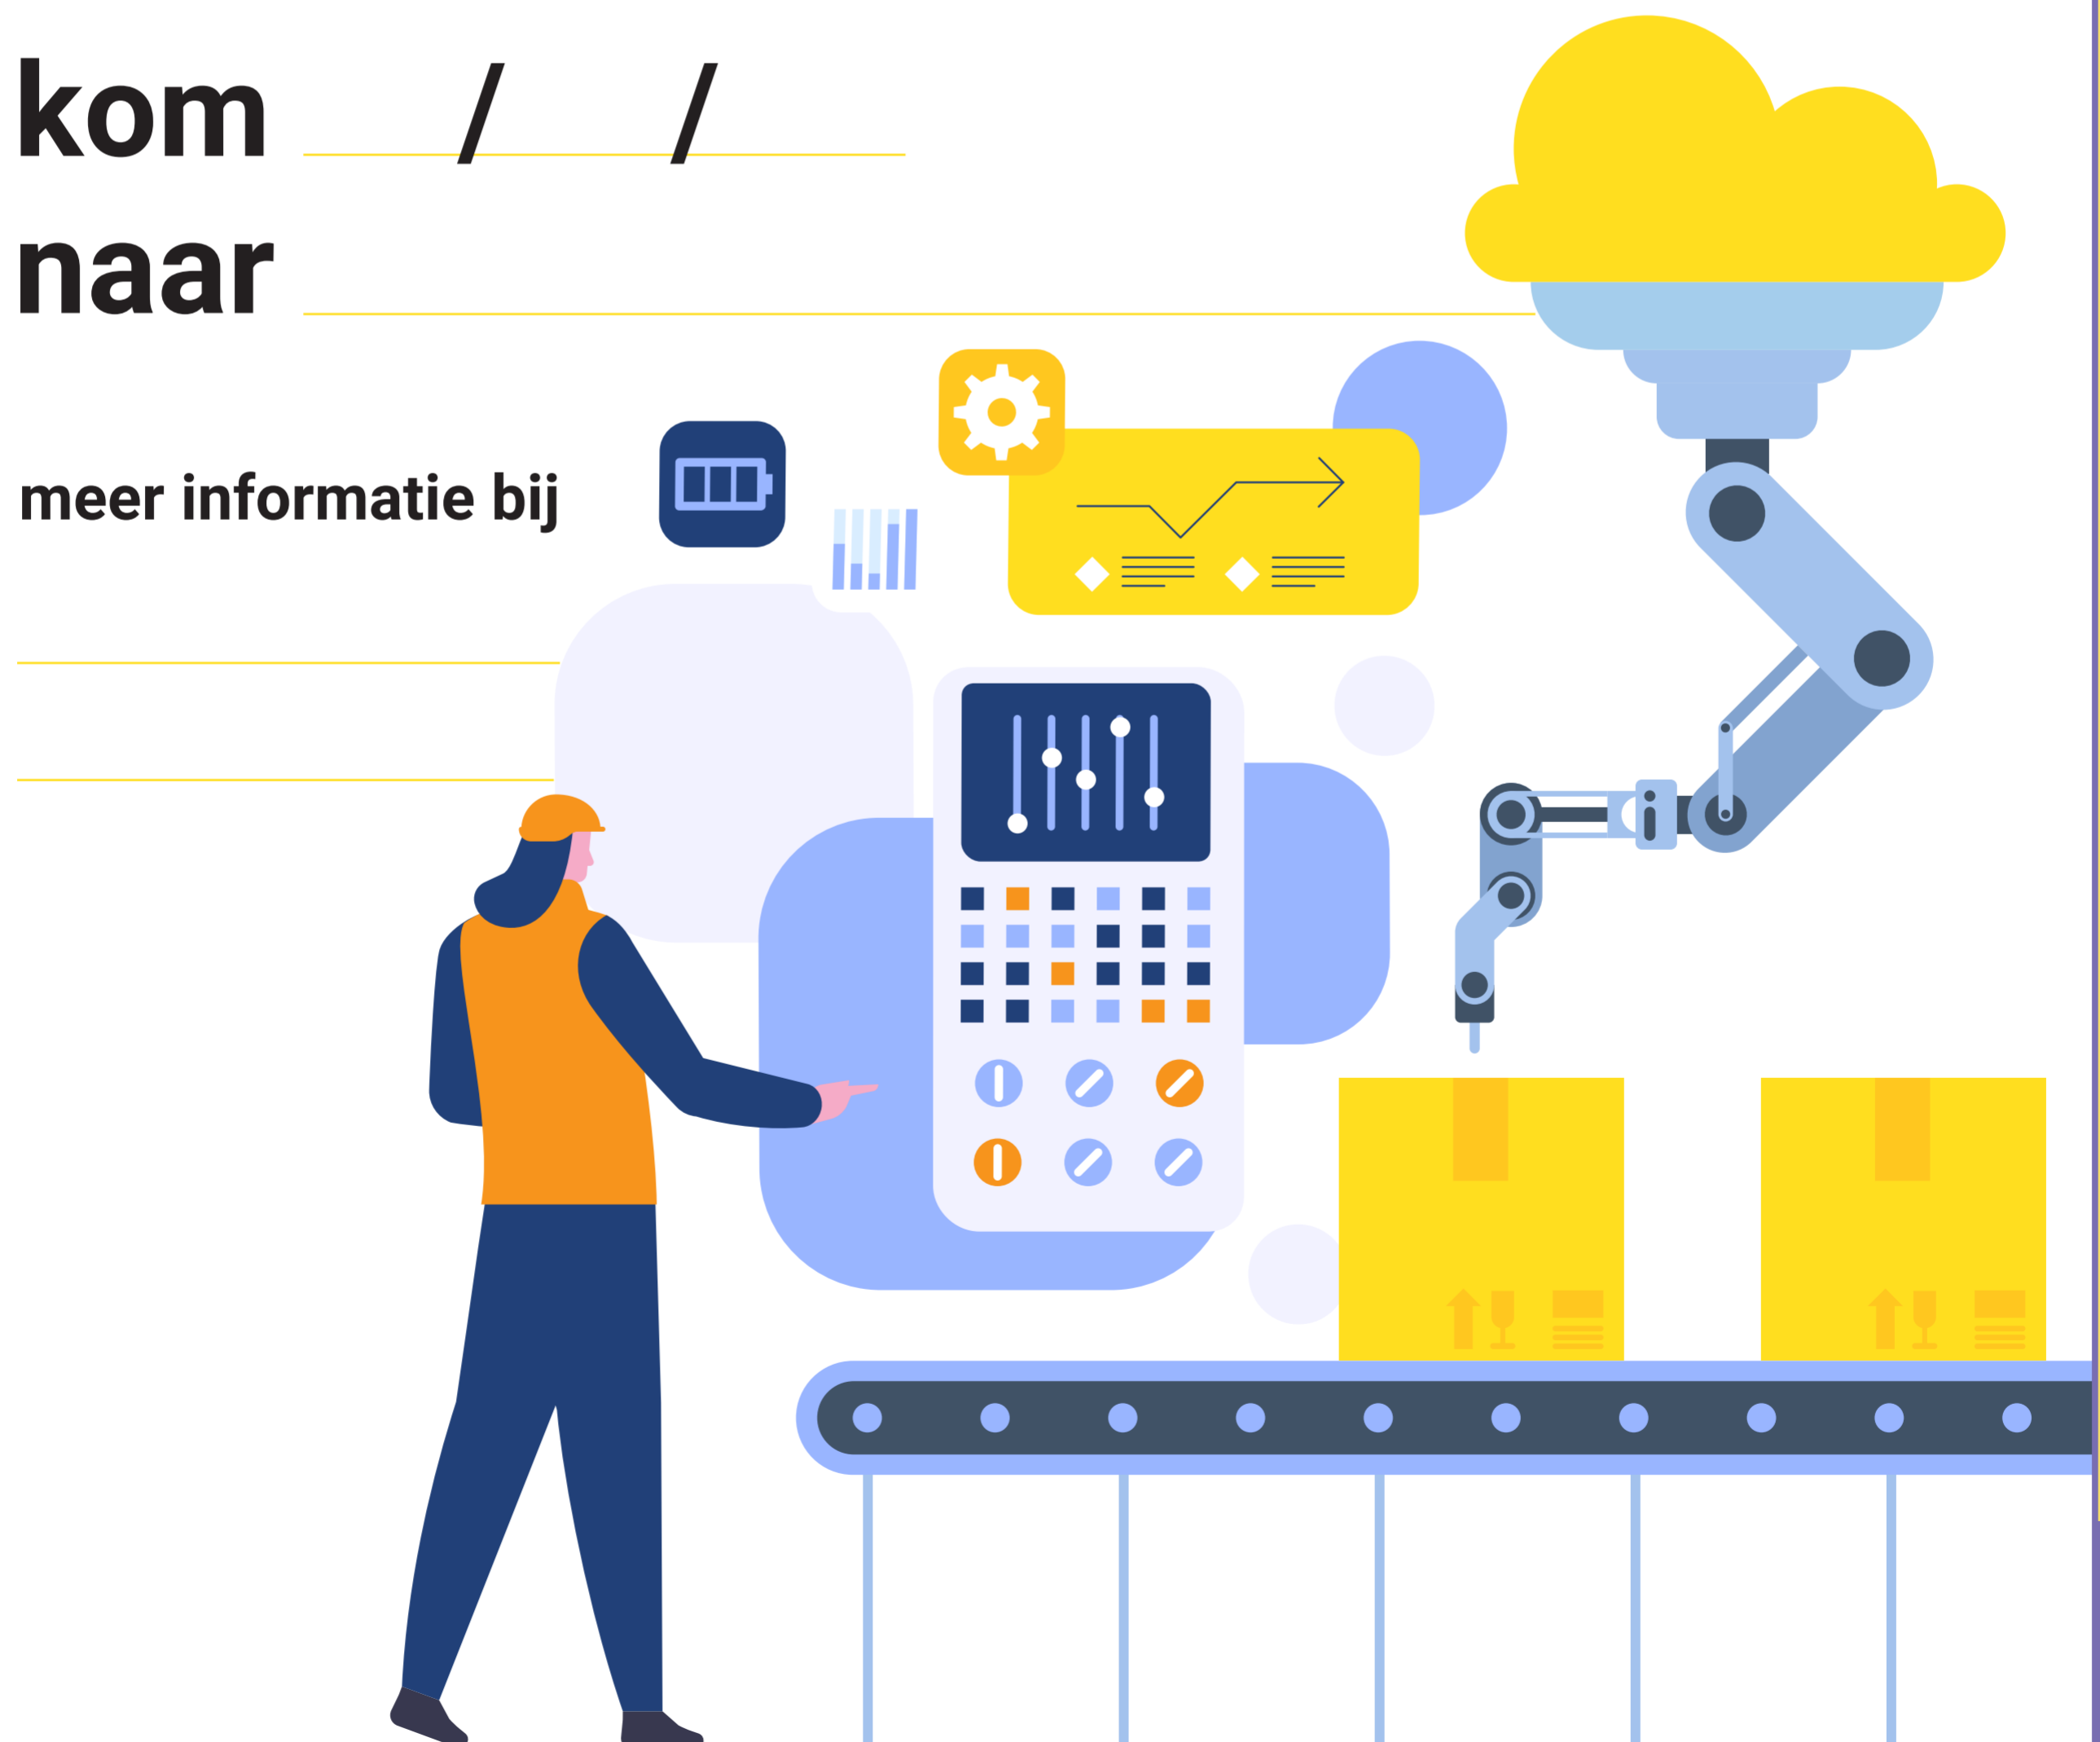 kom / /
naar
meer informatie bij